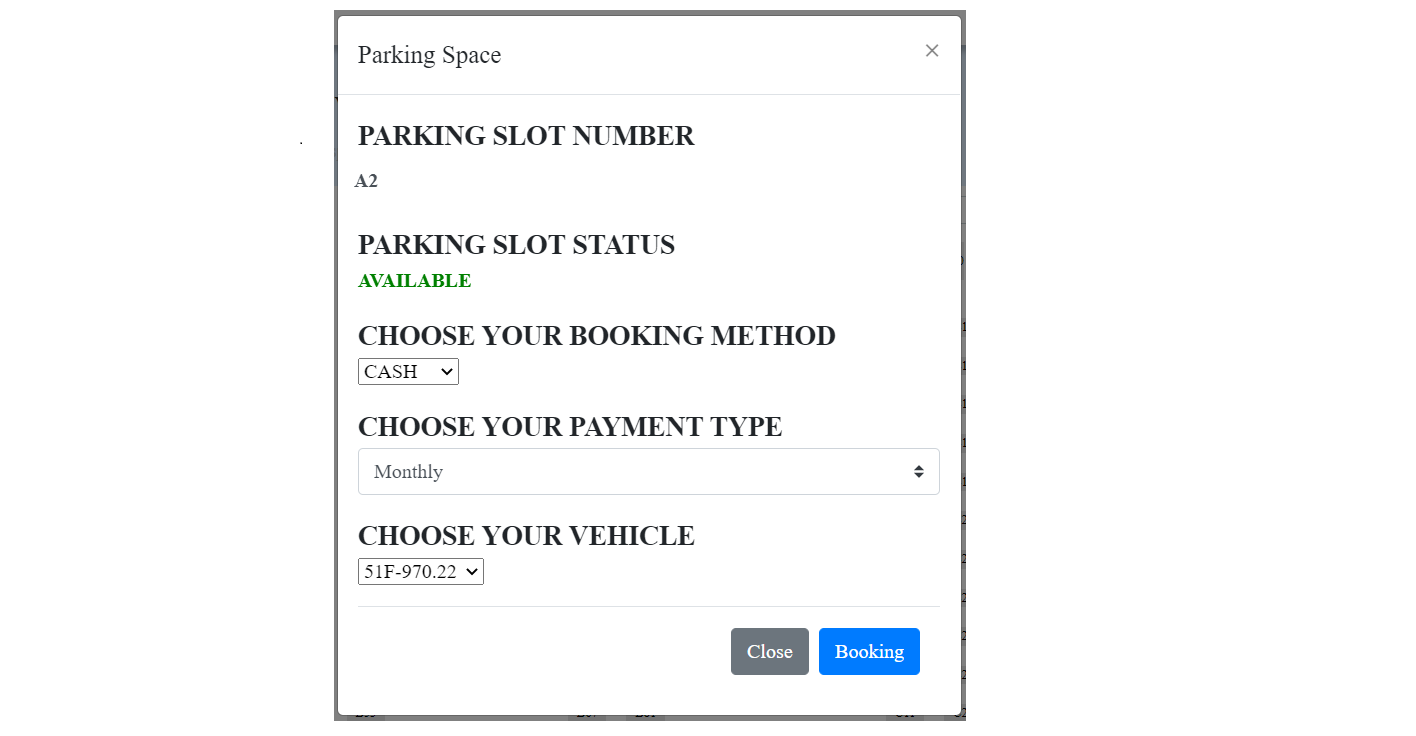 Parking Space ×
PARKING SLOT NUMBER
A2
PARKING SLOT STATUS
AVAILABLE
CHOOSE YOUR BOOKING METHOD
CASH
CHOOSE YOUR PAYMENT TYPE
Monthly
CHOOSE YOUR VEHICLE
51F-970.22
Close Booking